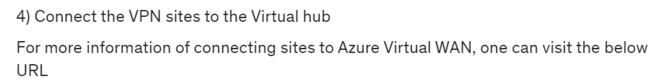 4) Connect the VPN sites to the Virtual hub
For more information of connecting sites to Azure Virtual WAN, one can visit the below
URL